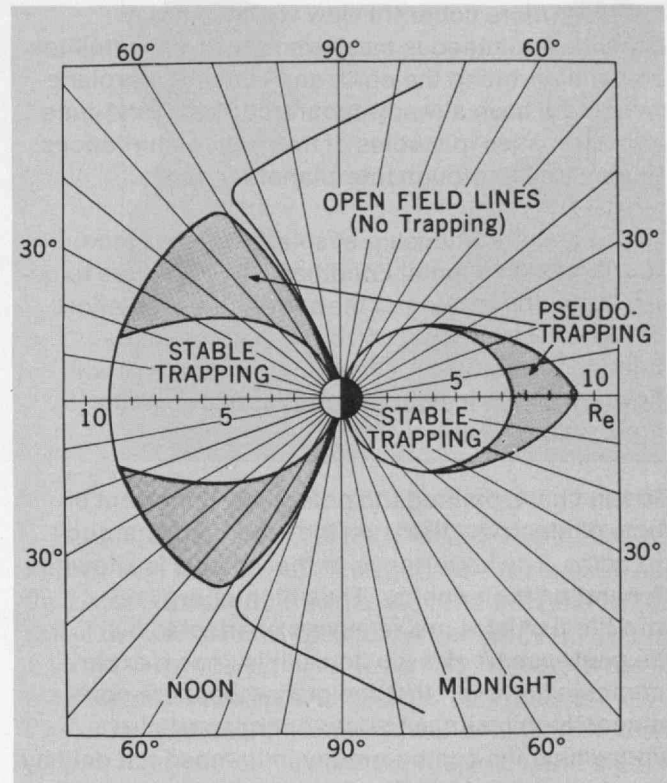 60° 90° 60°
OPEN FIELD LINES
(No Trapping)
30° 30°
PSEUDO-
TRAPPING
STABLE
TRAPPING
10 5 5 10
STABLE
TRAPPING
Re
30° 30°
NOON MIDNIGHT
60° 90° 60°